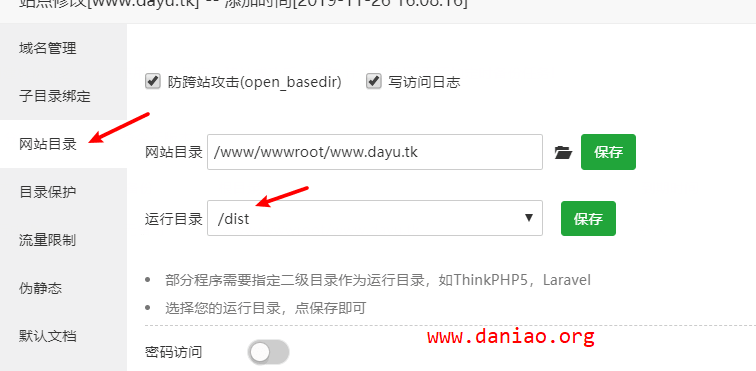 站点修改[www.dayu.tk] -- 添加时间[2019-11-26 16:08:16]
域名管理
子目录绑定
网站目录
目录保护
流量限制
伪静态
默认文档
防跨站攻击(open_basedir) 写访问日志
网站目录 /www/wwwroot/www.dayu.tk 保存
运行目录 /dist 保存
部分程序需要指定二级目录作为运行目录，如ThinkPHP5，Laravel
选择您的运行目录，点保存即可
www.daniao.org
密码访问